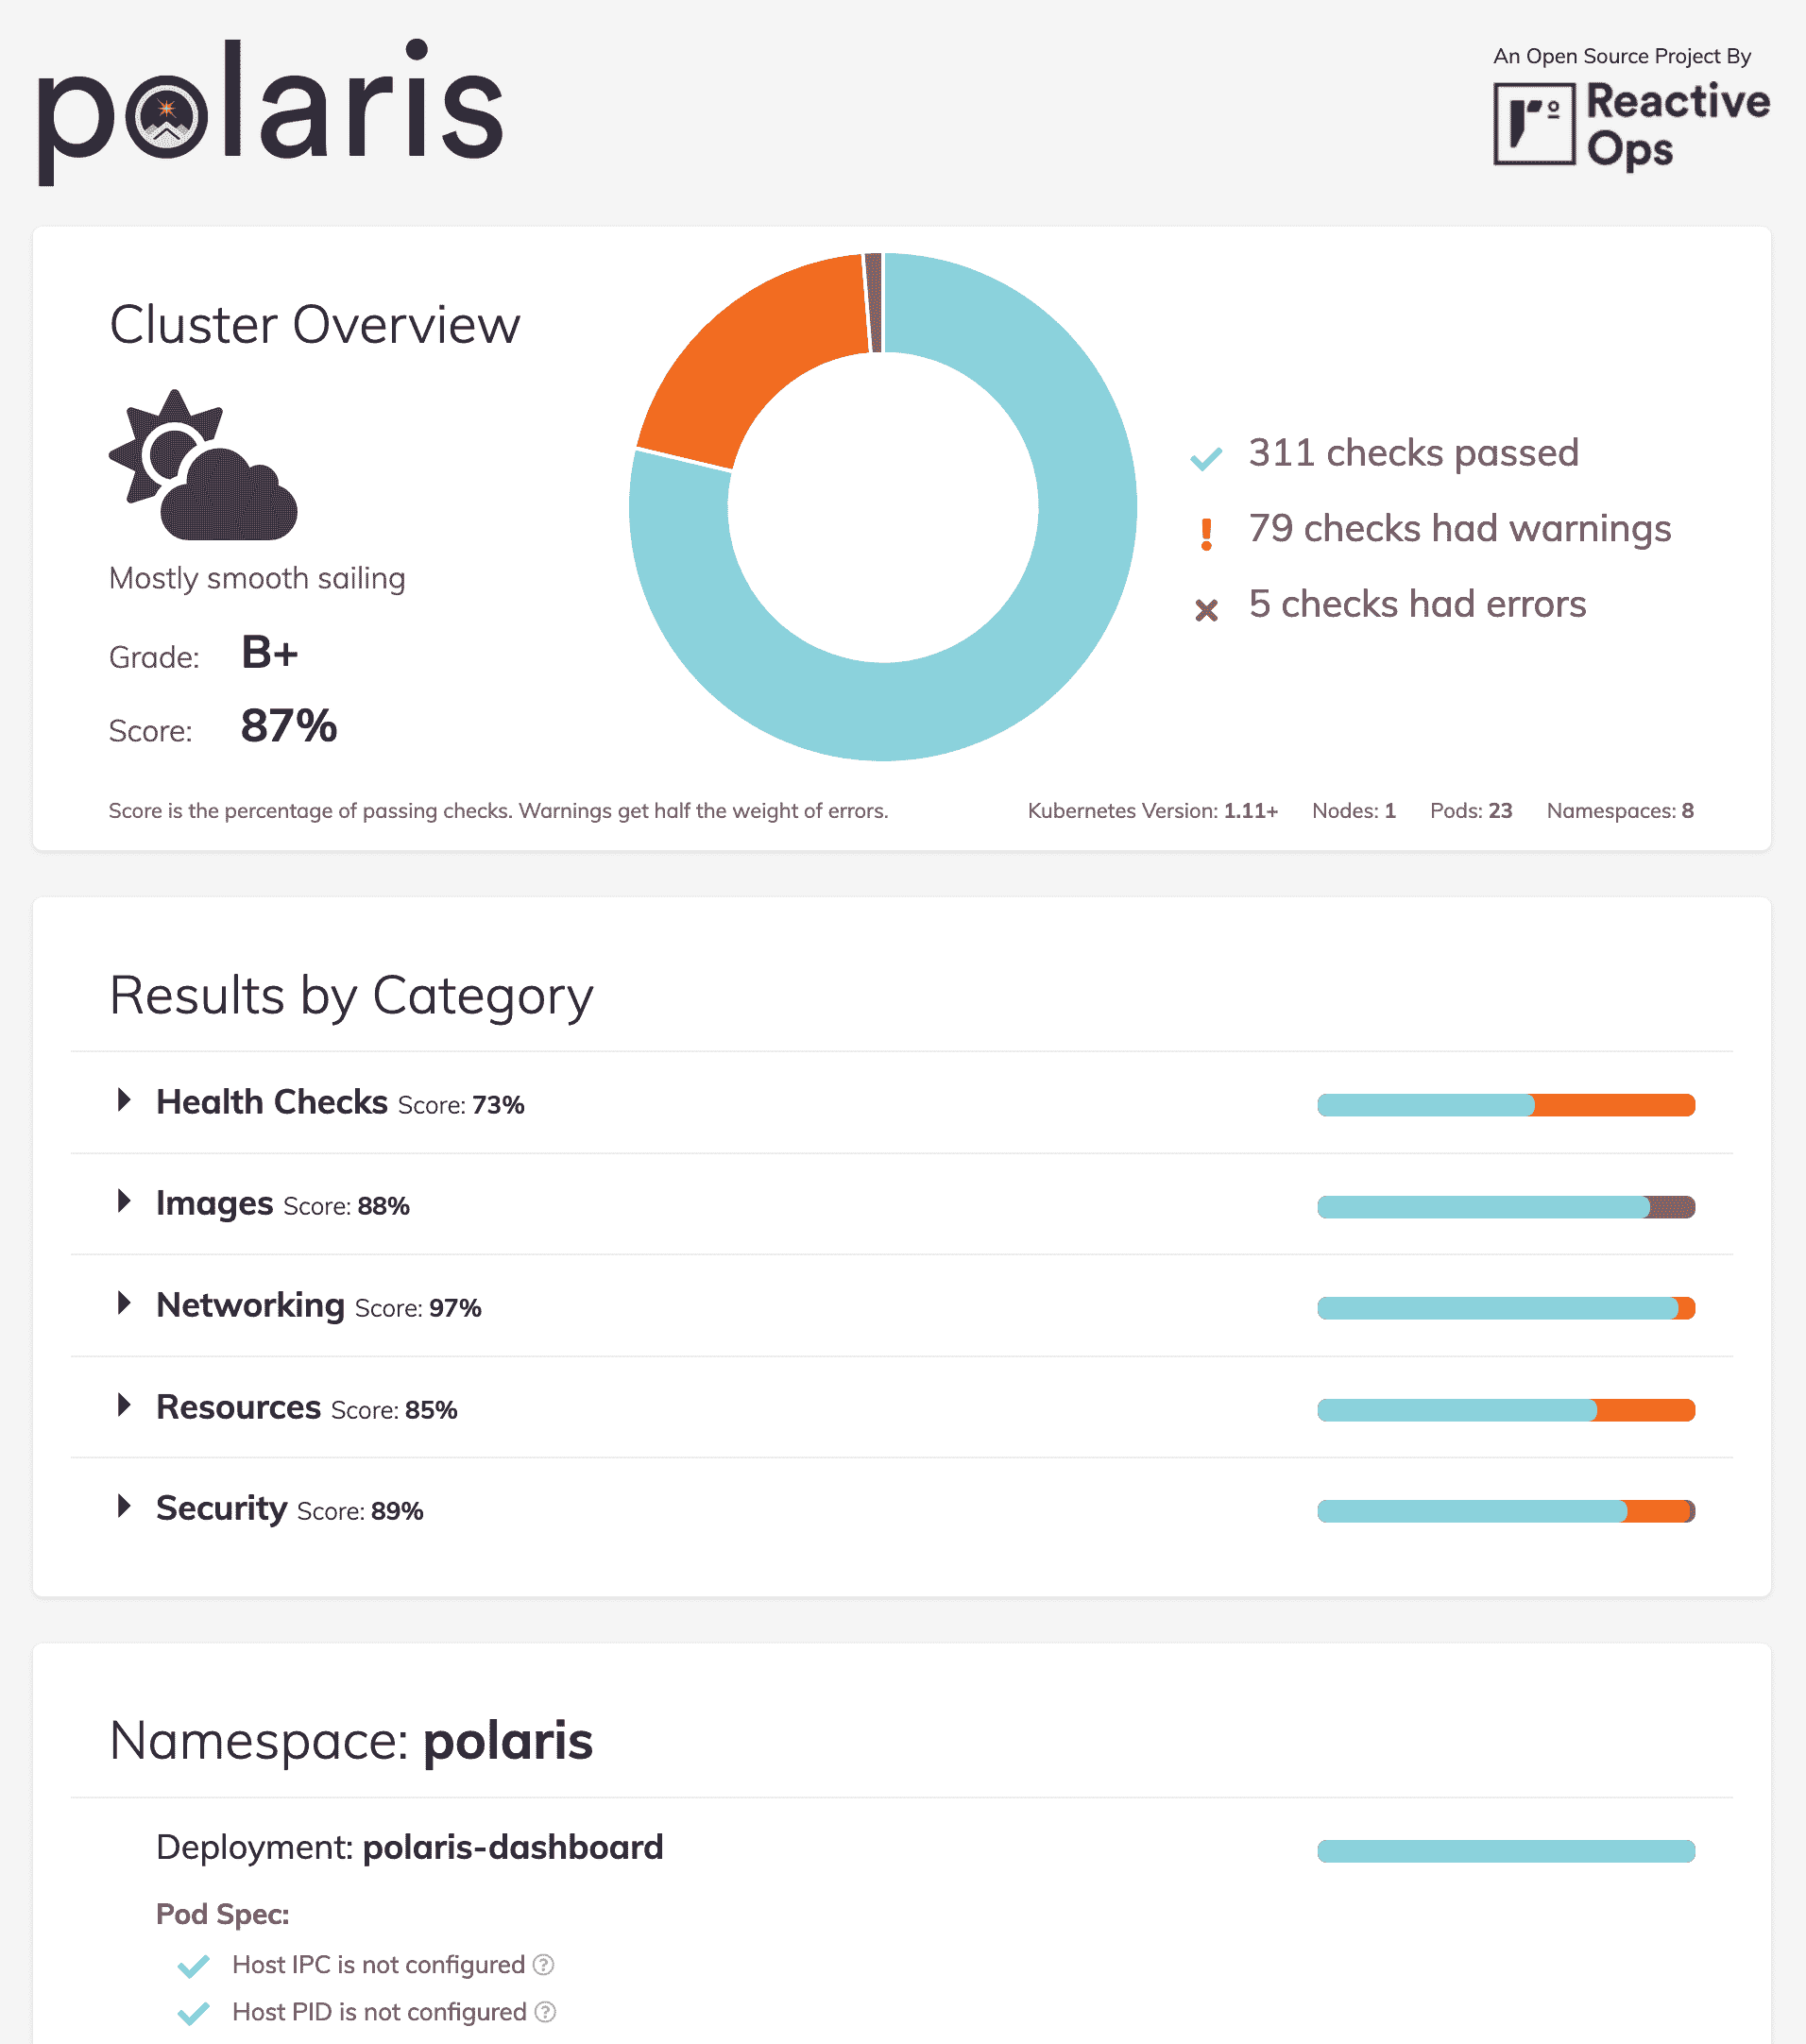 polaris
An Open Source Project By
Reactive
Ops
Cluster Overview
Mostly smooth sailing
Grade: B+
Score: 87%
311 checks passed
79 checks had warnings
5 checks had errors
Score is the percentage of passing checks. Warnings get half the weight of errors.
Kubernetes Version: 1.11+ Nodes: 1 Pods: 23 Namespaces: 8
Results by Category
Health Checks Score: 73%
Images Score: 88%
Networking Score: 97%
Resources Score: 85%
Security Score: 89%
Namespace: polaris
Deployment: polaris-dashboard
Pod Spec:
Host IPC is not configured ?
Host PID is not configured ?